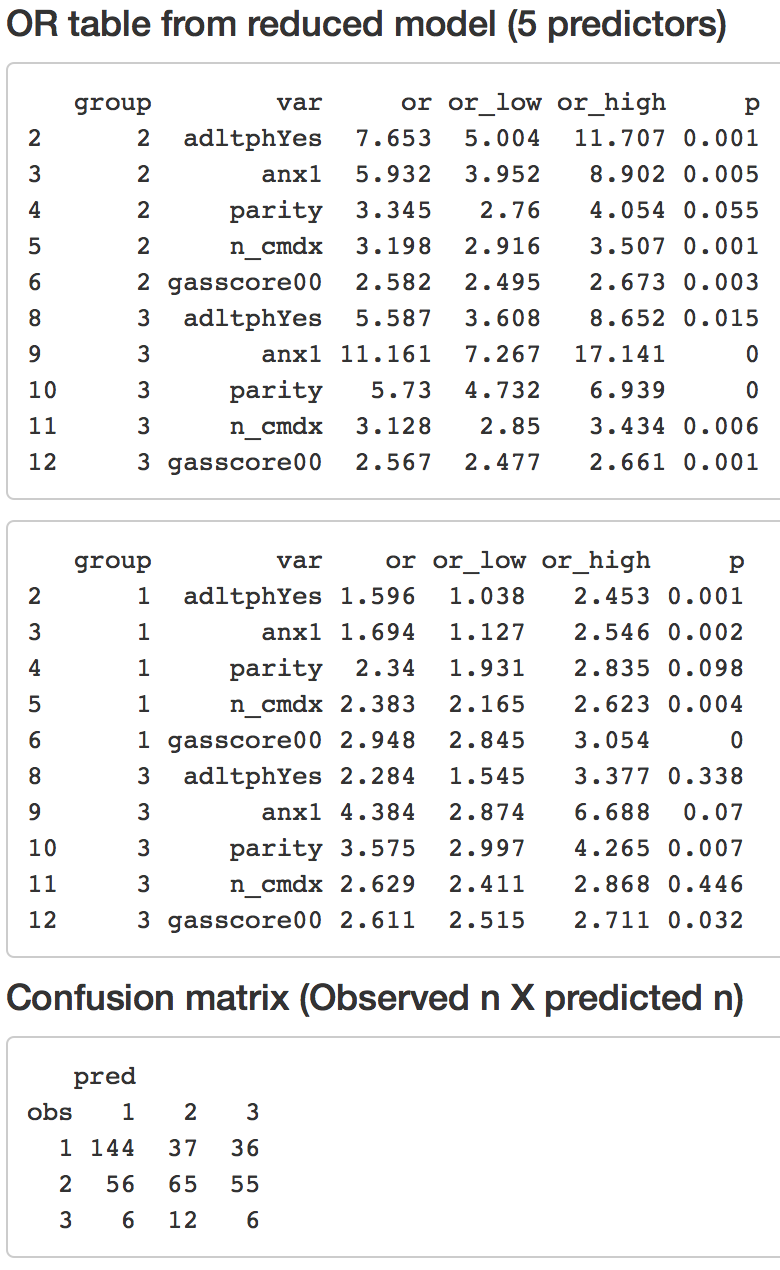 OR table from reduced model (5 predictors)
group var or or_low or_high p
2 2 adltphYes 7.653 5.004 11.707 0.001
3 2 anx1 5.932 3.952 8.902 0.005
4 2 parity 3.345 2.76 4.054 0.055
5 2 n_cmdx 3.198 2.916 3.507 0.001
6 2 gasscore00 2.582 2.495 2.673 0.003
8 3 adltphYes 5.587 3.608 8.652 0.015
9 3 anx1 11.161 7.267 17.141 0
10 3 parity 5.73 4.732 6.939 0
11 3 n_cmdx 3.128 2.85 3.434 0.006
12 3 gasscore00 2.567 2.477 2.661 0.001
group var or or_low or_high p
2 1 adltphYes 1.596 1.038 2.453 0.001
3 1 anx1 1.694 1.127 2.546 0.002
4 1 parity 2.34 1.931 2.835 0.098
5 1 n_cmdx 2.383 2.165 2.623 0.004
6 1 gasscore00 2.948 2.845 3.054 0
8 3 adltphYes 2.284 1.545 3.377 0.338
9 3 anx1 4.384 2.874 6.688 0.07
10 3 parity 3.575 2.997 4.265 0.007
11 3 n_cmdx 2.629 2.411 2.868 0.446
12 3 gasscore00 2.611 2.515 2.711 0.032
Confusion matrix (Observed n X predicted n)
pred
obs 1 2 3
1 144 37 36
2 56 65 55
3 6 12 6